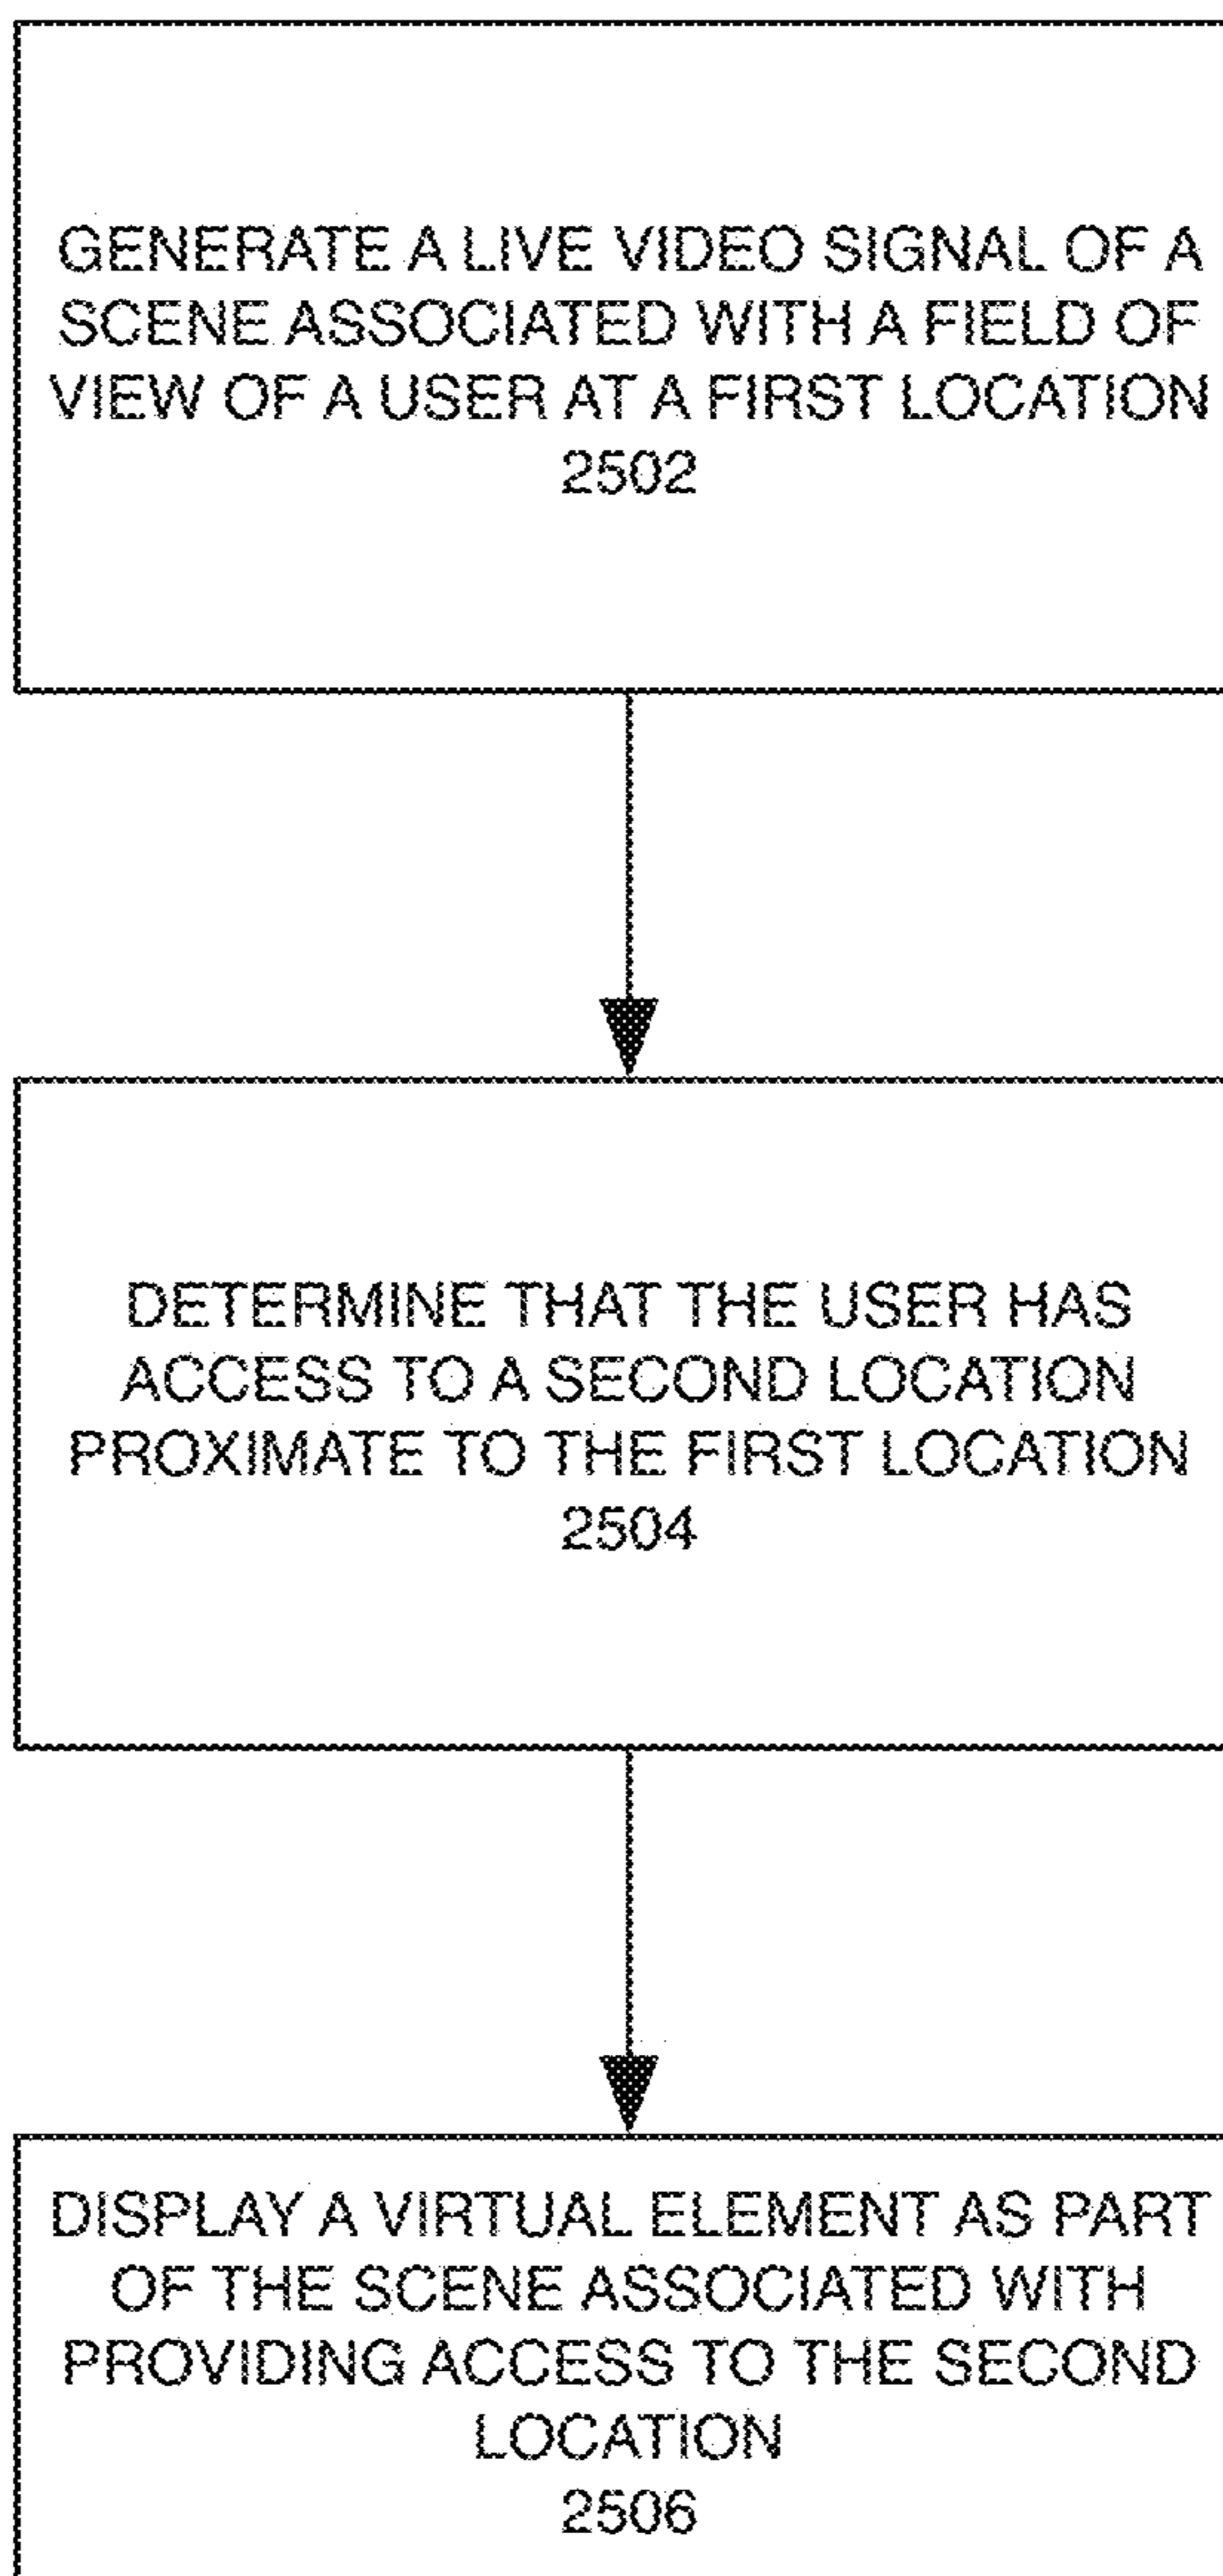 GENERATE A LIVE VIDEO SIGNAL OF A
SCENE ASSOCIATED WITH A FIELD OF
VIEW OF A USER AT A FIRST LOCATION
2502
DETERMINE THAT THE USER HAS
ACCESS TO A SECOND LOCATION
PROXIMATE TO THE FIRST LOCATION
2504
DISPLAY A VIRTUAL ELEMENT AS PART
OF THE SCENE ASSOCIATED WITH
PROVIDING ACCESS TO THE SECOND
LOCATION
2506